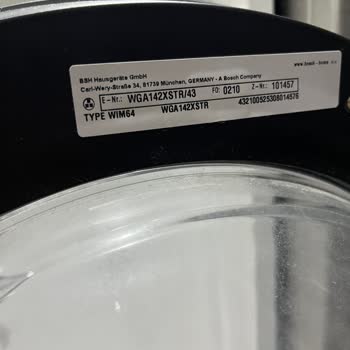 BSH Hausgeräte GmbH
Carl-Wery-Straße 34, 81739 München, GERMANY - A Bosch Company
E-Nr.: WGA142XSTR/43 FD: 0210 Z-Nr.: 101457
TYPE WIM64 WGA142XSTR 432100525308014576